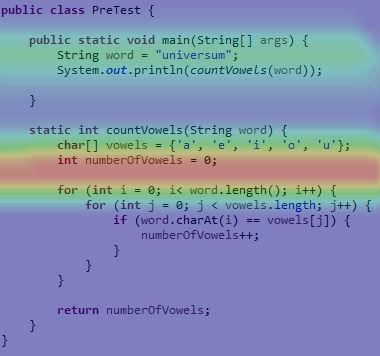 public class PreTest {
public static void main(String[] args) {
String word = "universum";
System.out.println(countVowels(word));
}
static int countVowels(String word) {
char[] vowels = {'a', 'e', 'i', 'o', 'u'};
int numberOfVowels = 0;
for (int i = 0; i< word.length(); i++) {
for (int j = 0; j < vowels.length; j++) {
if (word.charAt(i) == vowels[j]) {
numberOfVowels++;
}
}
}
return numberOfVowels;
}
}